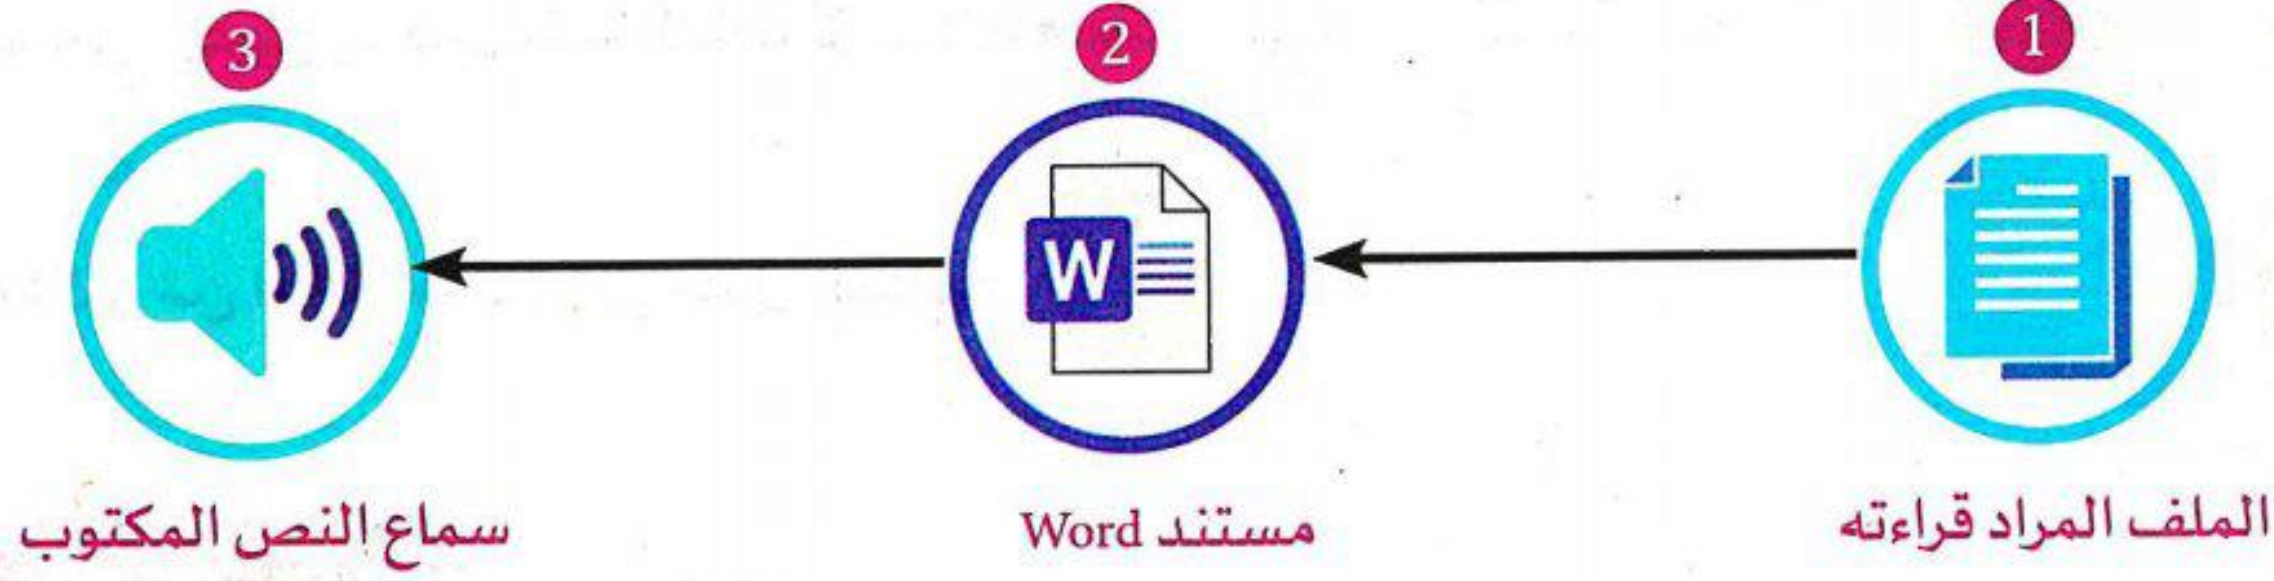 1
الملف المراد قراءته
2
W
مستند Word
3
سماع النص المكتوب